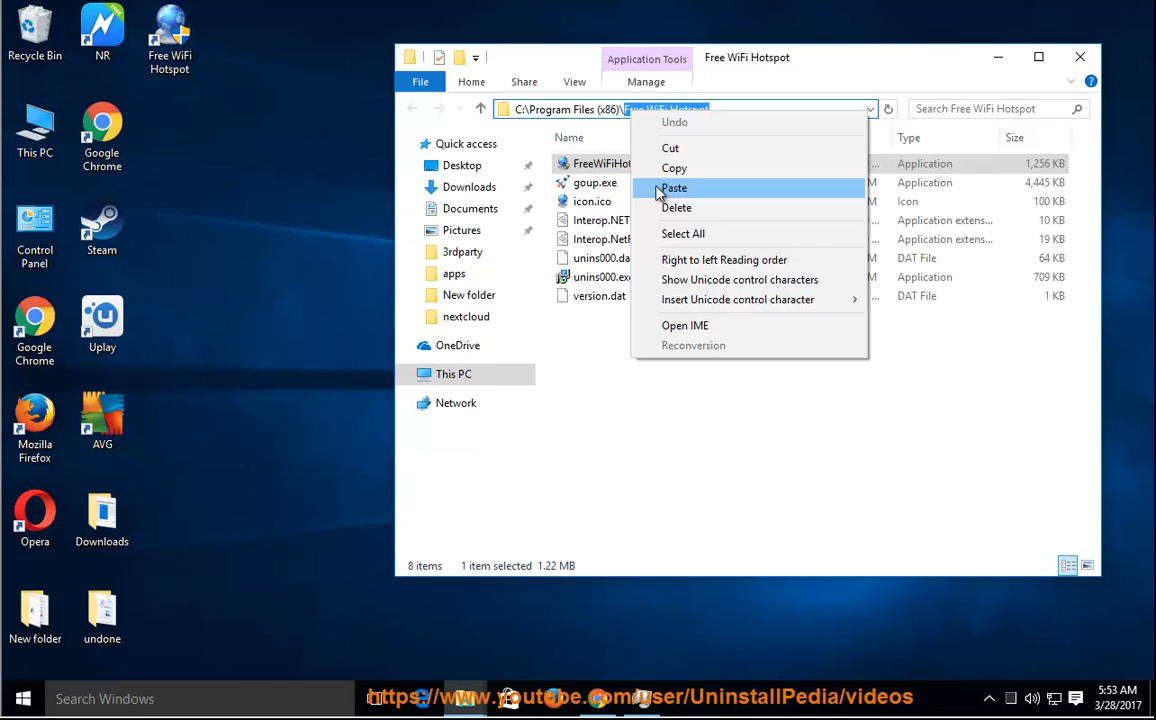 Recycle Bin
NR
Free WiFi
Hotspot
This PC
Google
Chrome
Control
Panel
Steam
Google
Chrome
Uplay
Mozilla
Firefox
AVG
Opera
Downloads
New folder
undone
Application Tools
Free WiFi Hotspot
File
Home
Share
View
Manage
C:\Program Files (x86)\Free WiFi Hotspot
Search Free WiFi Hotspot
Quick access
Desktop
Downloads
Documents
Pictures
3rdparty
apps
New folder
nextcloud
OneDrive
This PC
Network
Name
Type
Size
FreeWiFiHot
Application
1,256 KB
goup.exe
M
Application
4,445 KB
icon.ico
M
Icon
100 KB
Interop.NET
M
Application extens...
10 KB
Interop.NetF
M
Application extens...
19 KB
unins000.da
M
DAT File
64 KB
unins000.exe
M
Application
709 KB
version.dat
M
DAT File
1 KB
Undo
Cut
Copy
Paste
Delete
Select All
Right to left Reading order
Show Unicode control characters
Insert Unicode control character
Open IME
Reconversion
8 items
1 item selected 1.22 MB
Search Windows
https://www.youtube.com/user/UninstallPedia/videos
5:53 AM
3/28/2017